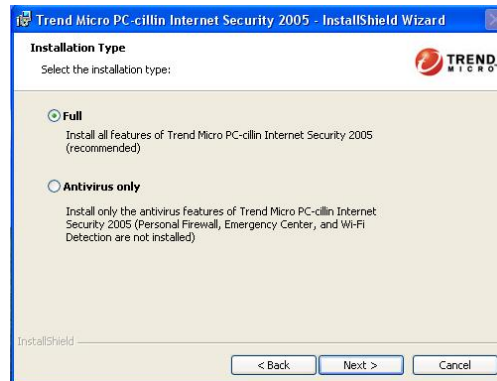 Trend Micro PC-cillin Internet Security 2005 - InstallShield Wizard
Installation Type
Select the installation type:
TREND
MICRO
Full
Install all features of Trend Micro PC-cillin Internet Security 2005
(recommended)
Antivirus only
Install only the antivirus features of Trend Micro PC-cillin Internet
Security 2005 (Personal Firewall, Emergency Center, and Wi-Fi
Detection are not installed)
InstallShield
< Back
Next >
Cancel